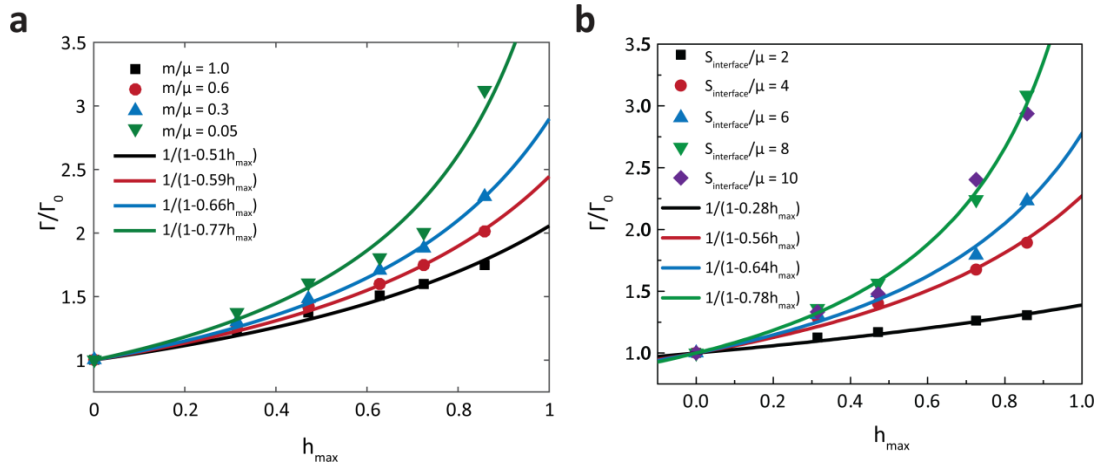 a
3.5
3
2.5
2
1.5
1
Γ/Γ0
m/μ = 1.0
m/μ = 0.6
m/μ = 0.3
m/μ = 0.05
1/(1-0.51hmax)
1/(1-0.59hmax)
1/(1-0.66hmax)
1/(1-0.77hmax)
0 0.2 0.4 0.6 0.8 1
hmax
b
3.5
3.0
2.5
2.0
1.5
1.0
Γ/Γ0
Sinterface/μ = 2
Sinterface/μ = 4
Sinterface/μ = 6
Sinterface/μ = 8
Sinterface/μ = 10
1/(1-0.28hmax)
1/(1-0.56hmax)
1/(1-0.64hmax)
1/(1-0.78hmax)
0.0 0.2 0.4 0.6 0.8 1.0
hmax